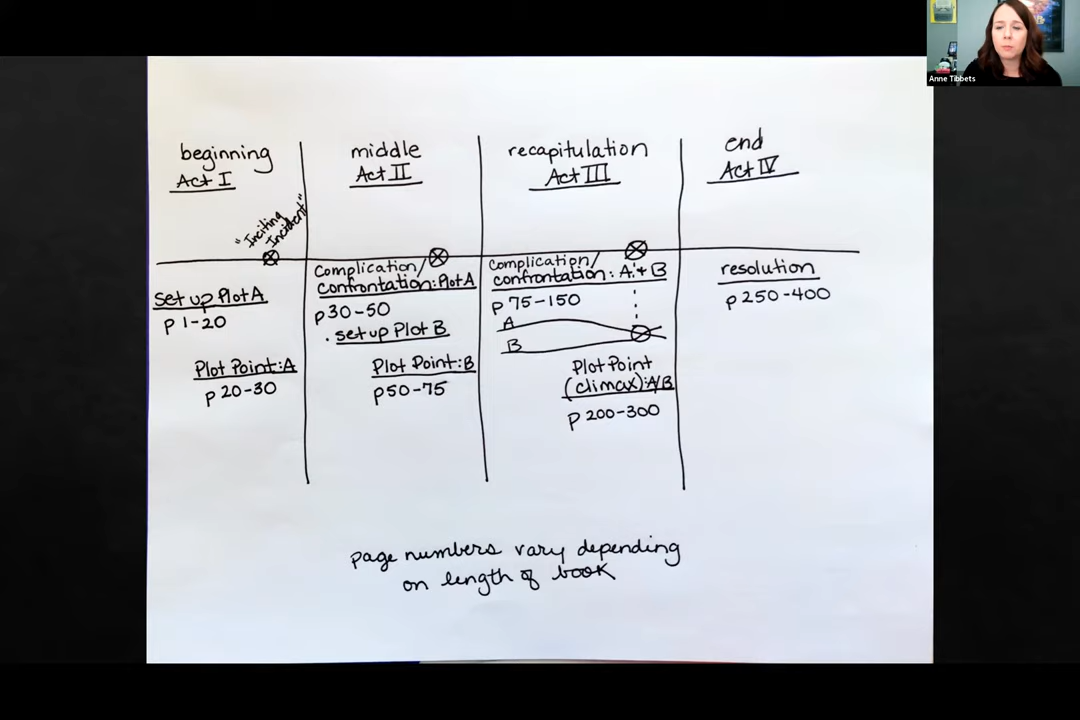 Anne Tibbets
beginning
Act I
"Inciting
Incident"
set up Plot A
p 1-20
Plot Point: A
p 20-30
middle
Act II
Complication/
confrontation: Plot A
p 30-50
. set up Plot B
Plot Point: B
p 50-75
recapitulation
Act III
Complication/
confrontation: A + B
p 75-150
A
B
Plot Point
(climax): A/B
p 200-300
end
Act IV
resolution
p 250-400
page numbers vary depending
on length of book